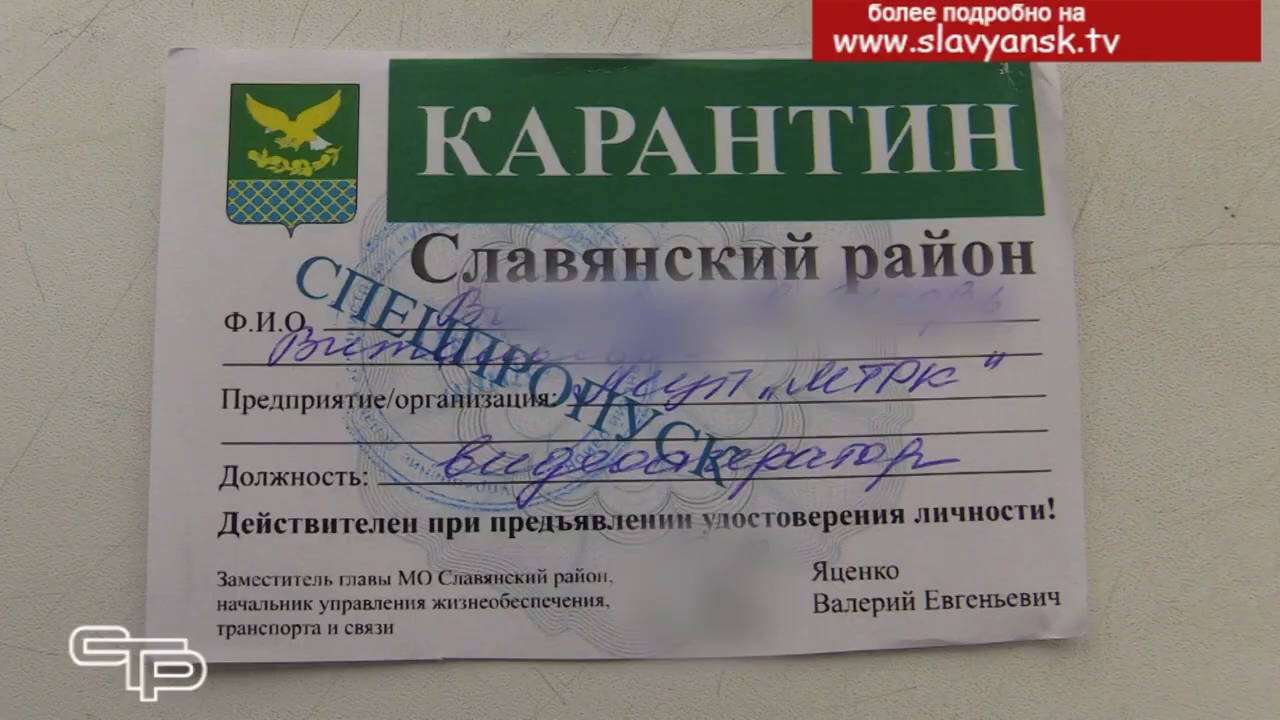 более подробно на
www.slavyansk.tv
КАРАНТИН
Славянский район
СПЕЦПРОПУСК
Ф.И.О.
Предприятие/организация: МУП „МТРК"
Должность: видеооператор
Действителен при предъявлении удостоверения личности!
Заместитель главы МО Славянский район,
начальник управления жизнеобеспечения,
транспорта и связи
Яценко
Валерий Евгеньевич
СТР